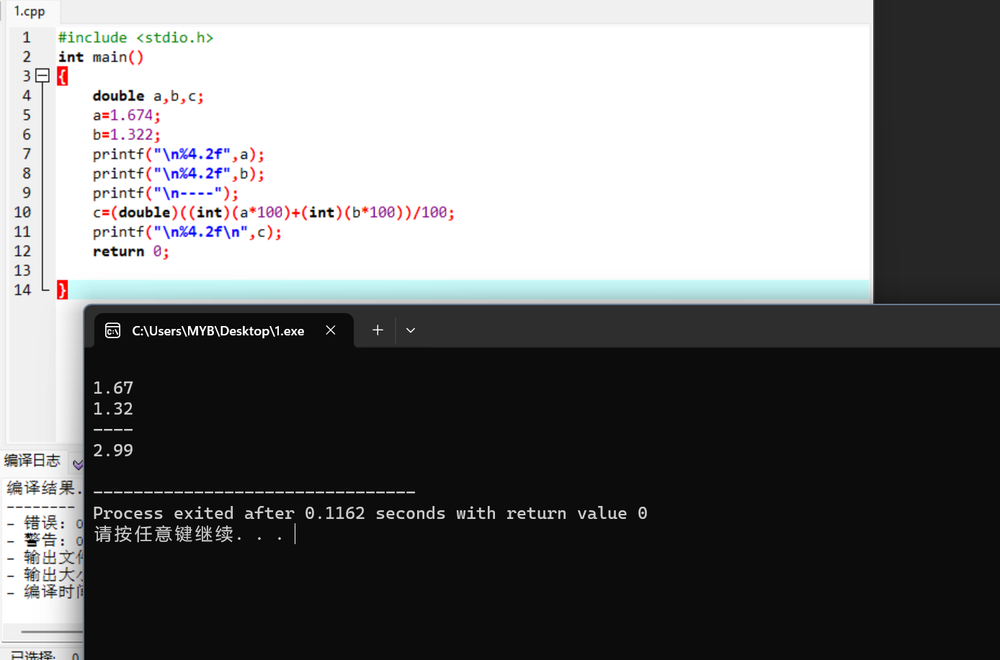 1.cpp
1 #include <stdio.h>
2 int main()
3 {
4 double a,b,c;
5 a=1.674;
6 b=1.322;
7 printf("\n%4.2f",a);
8 printf("\n%4.2f",b);
9 printf("\n----");
10 c=(double)((int)(a*100)+(int)(b*100))/100;
11 printf("\n%4.2f\n",c);
12 return 0;
13
14 }
C:\Users\MYB\Desktop\1.exe
1.67
1.32
----
2.99
--------------------------------
Process exited after 0.1162 seconds with return value 0
请按任意键继续. . .
编译日志
编译结果.
--------
- 错误: 0
- 警告: 0
- 输出文件
- 输出大小
- 编译时间
已选择: 0